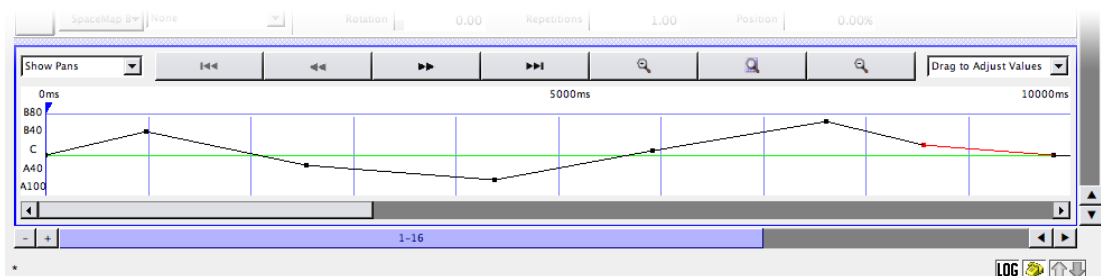 SpaceMap B None Rotation 0.00 Repetitions 1.00 Position 0.00%
Show Pans Drag to Adjust Values
0ms 5000ms 10000ms
B80
B40
C
A40
A100
- + 1-16
*
LOG